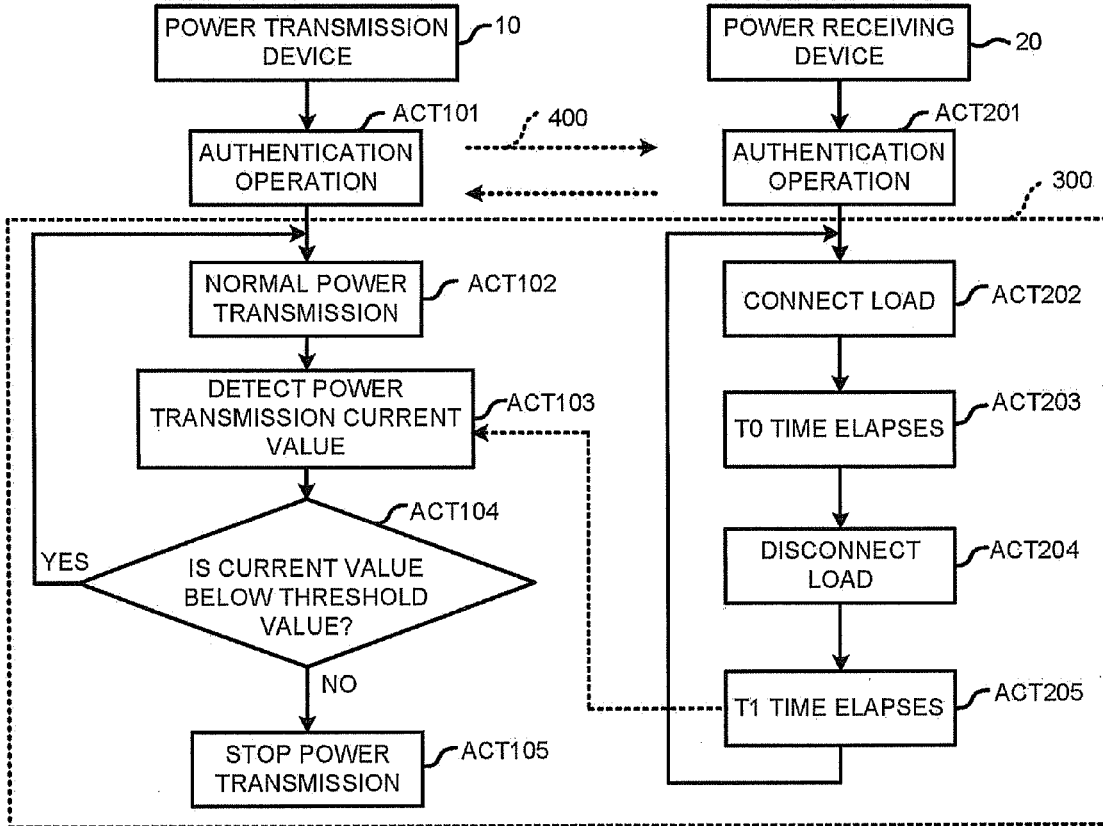 POWER TRANSMISSION
DEVICE
10
POWER RECEIVING
DEVICE
20
ACT101
AUTHENTICATION
OPERATION
400
ACT201
AUTHENTICATION
OPERATION
300
NORMAL POWER
TRANSMISSION
ACT102
CONNECT LOAD
ACT202
DETECT POWER
TRANSMISSION CURRENT
VALUE
ACT103
T0 TIME ELAPSES
ACT203
ACT104
YES
IS CURRENT VALUE
BELOW THRESHOLD
VALUE?
NO
DISCONNECT
LOAD
ACT204
T1 TIME ELAPSES
ACT205
STOP POWER
TRANSMISSION
ACT105